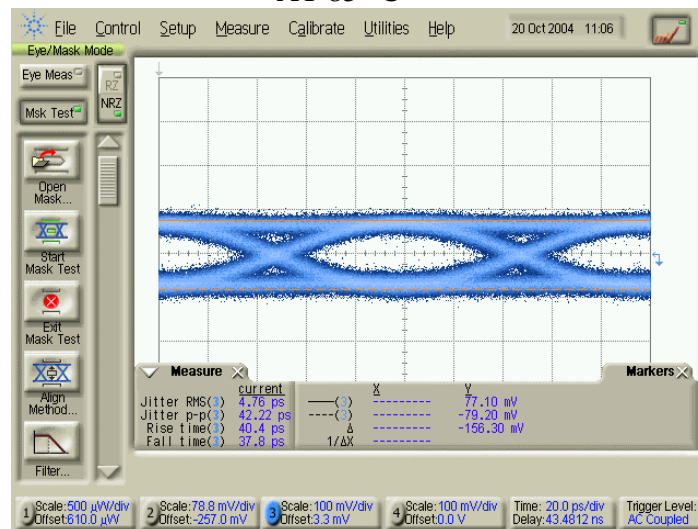 File Control Setup Measure Calibrate Utilities Help 20 Oct 2004 11:06
Eye/Mask Mode
Eye Meas
RZ
NRZ
Msk Test
Open
Mask...
Start
Mask Test
Exit
Mask Test
Align
Method...
Filter...
Measure
Markers
current
Jitter RMS(3) 4.76 ps
Jitter p-p(3) 42.22 ps
Rise time(3) 40.4 ps
Fall time(3) 37.8 ps
X Y
——(3) --------- 77.10 mV
----(3) --------- -79.20 mV
Δ --------- -156.30 mV
1/ΔX ---------
1 Scale:500 µW/div
Offset:610.0 µW
2 Scale:78.8 mV/div
Offset:-257.0 mV
3 Scale:100 mV/div
Offset:3.3 mV
4 Scale:100 mV/div
Offset:0.0 V
Time: 20.0 ps/div
Delay:43.4812 ns
Trigger Level
AC Coupled